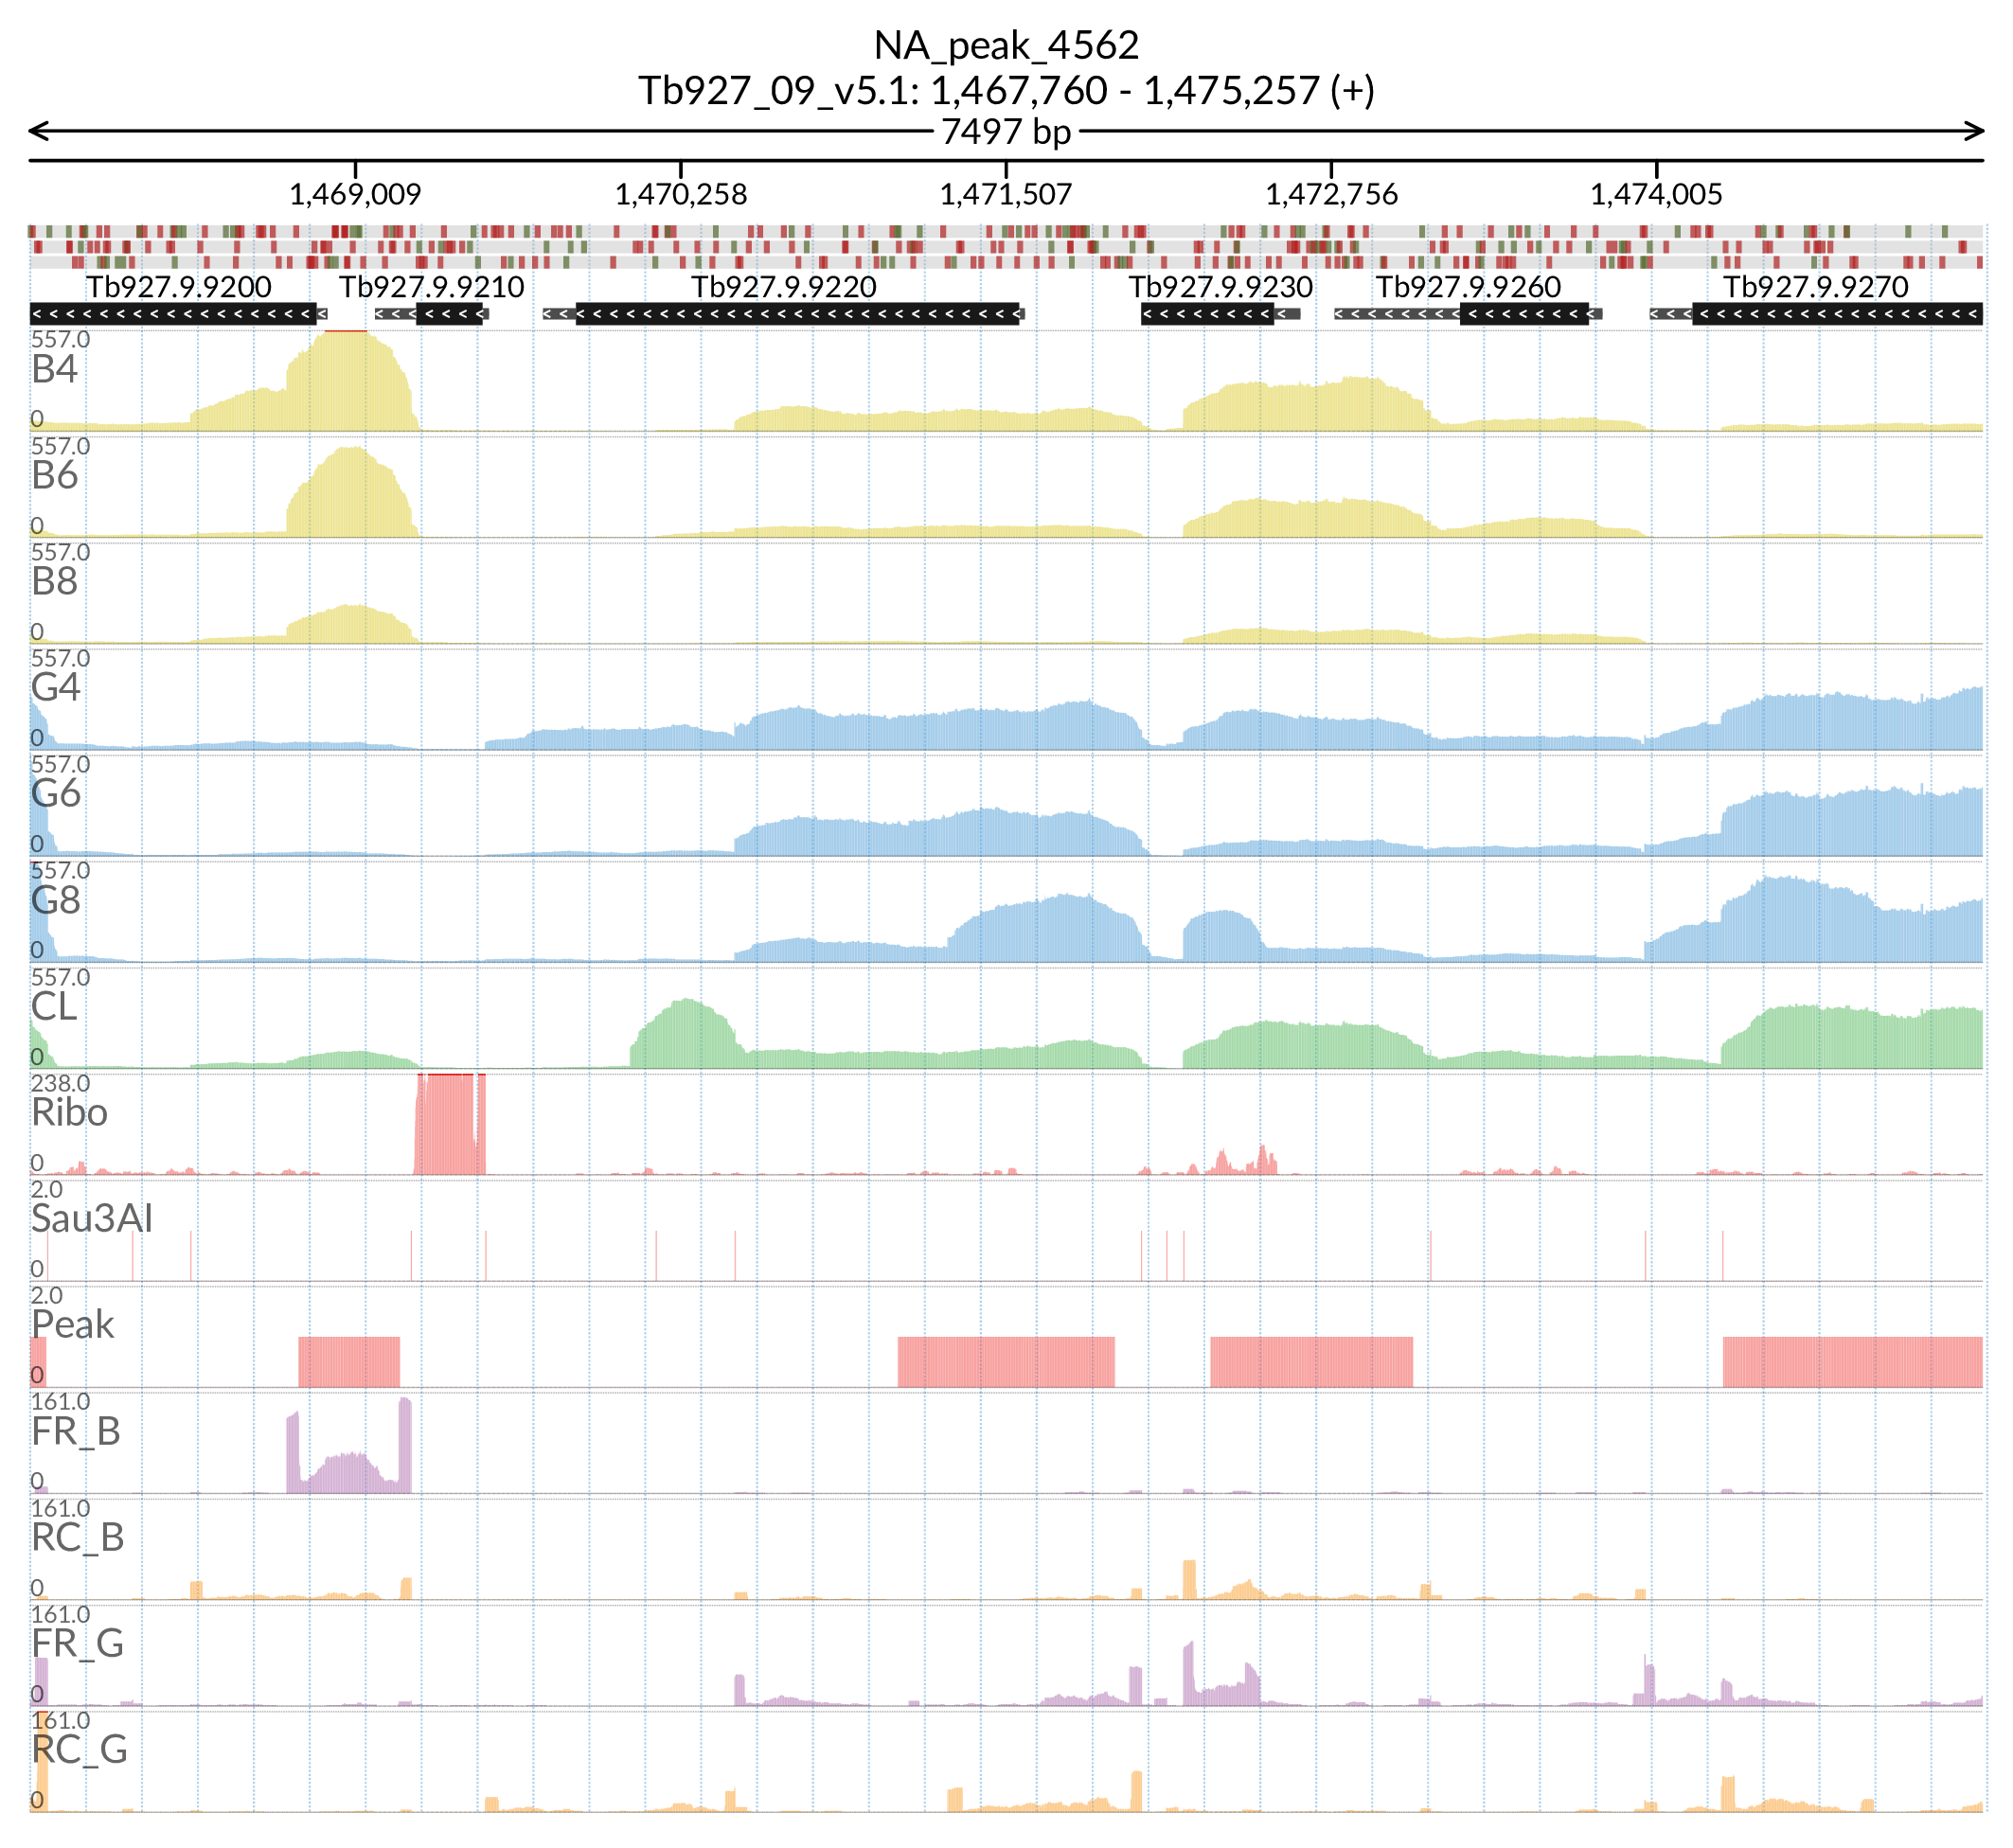 NA_peak_4562
Tb927_09_v5.1: 1,467,760 - 1,475,257 (+)
7497 bp
1,469,009 1,470,258 1,471,507 1,472,756 1,474,005
Tb927.9.9200 Tb927.9.9210 Tb927.9.9220 Tb927.9.9230 Tb927.9.9260 Tb927.9.9270
557.0
B4
0
557.0
B6
0
557.0
B8
0
557.0
G4
0
557.0
G6
0
557.0
G8
0
557.0
CL
0
238.0
Ribo
0
2.0
Sau3AI
0
2.0
Peak
0
161.0
FR_B
0
161.0
RC_B
0
161.0
FR_G
0
161.0
RC_G
0